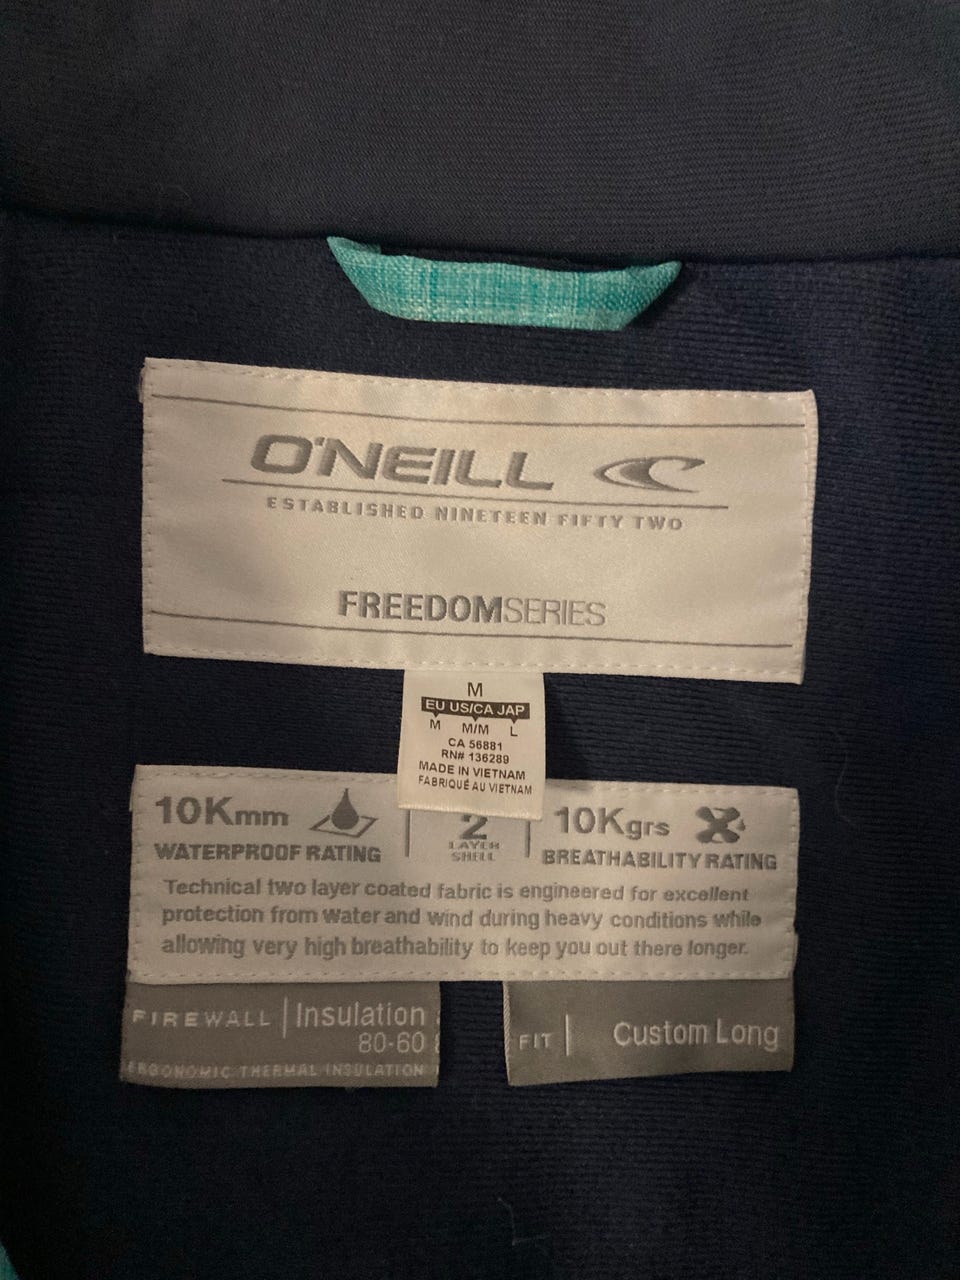 O'NEILL
ESTABLISHED NINETEEN FIFTY TWO
FREEDOMSERIES
M
EU US/CA JAP
M M/M L
CA 56881
RN# 136289
MADE IN VIETNAM
FABRIQUÉ AU VIETNAM
10Kmm
WATERPROOF RATING
2
LAYER
SHELL
10Kgrs
BREATHABILITY RATING
Technical two layer coated fabric is engineered for excellent
protection from water and wind during heavy conditions while
allowing very high breathability to keep you out there longer.
FIREWALL | Insulation
80-60
ERGONOMIC THERMAL INSULATION
FIT | Custom Long